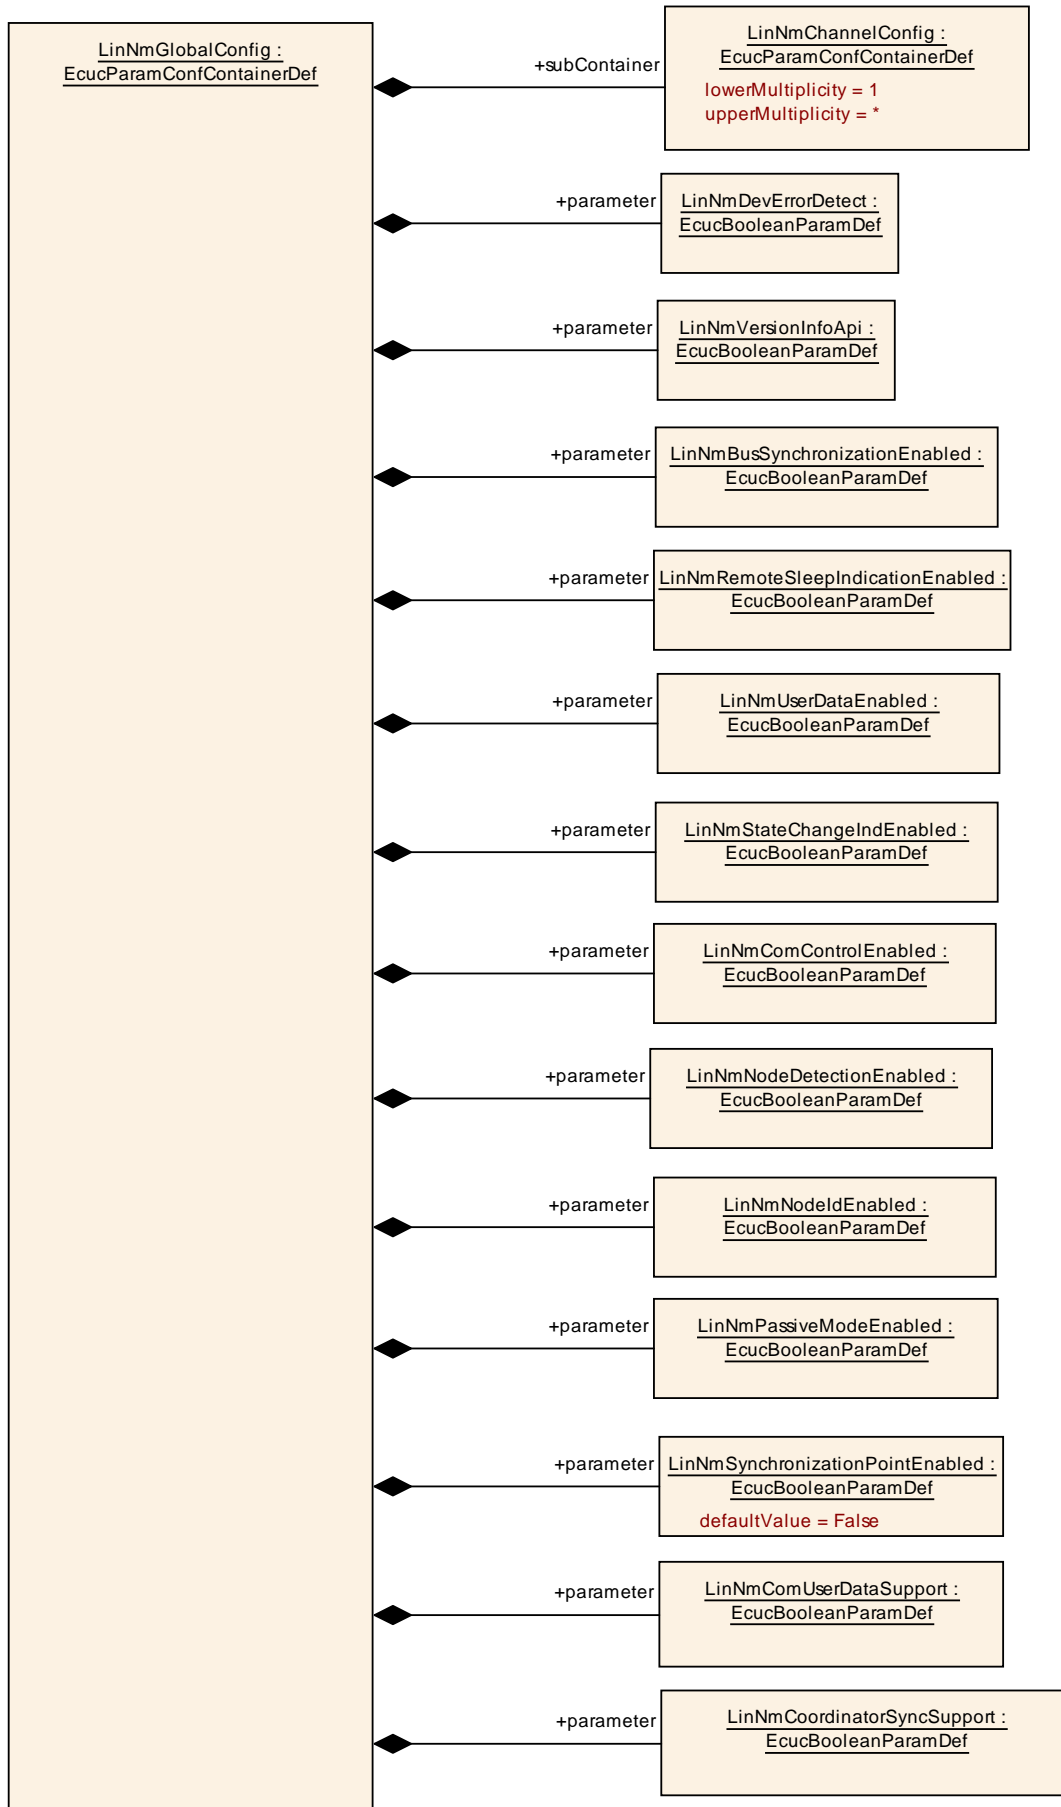 LinNmGlobalConfig :
EcucParamConfContainerDef
+subContainer
LinNmChannelConfig :
EcucParamConfContainerDef
lowerMultiplicity = 1
upperMultiplicity = *
+parameter
LinNmDevErrorDetect :
EcucBooleanParamDef
+parameter
LinNmVersionInfoApi :
EcucBooleanParamDef
+parameter
LinNmBusSynchronizationEnabled :
EcucBooleanParamDef
+parameter
LinNmRemoteSleepIndicationEnabled :
EcucBooleanParamDef
+parameter
LinNmUserDataEnabled :
EcucBooleanParamDef
+parameter
LinNmStateChangeIndEnabled :
EcucBooleanParamDef
+parameter
LinNmComControlEnabled :
EcucBooleanParamDef
+parameter
LinNmNodeDetectionEnabled :
EcucBooleanParamDef
+parameter
LinNmNodeIdEnabled :
EcucBooleanParamDef
+parameter
LinNmPassiveModeEnabled :
EcucBooleanParamDef
+parameter
LinNmSynchronizationPointEnabled :
EcucBooleanParamDef
defaultValue = False
+parameter
LinNmComUserDataSupport :
EcucBooleanParamDef
+parameter
LinNmCoordinatorSyncSupport :
EcucBooleanParamDef